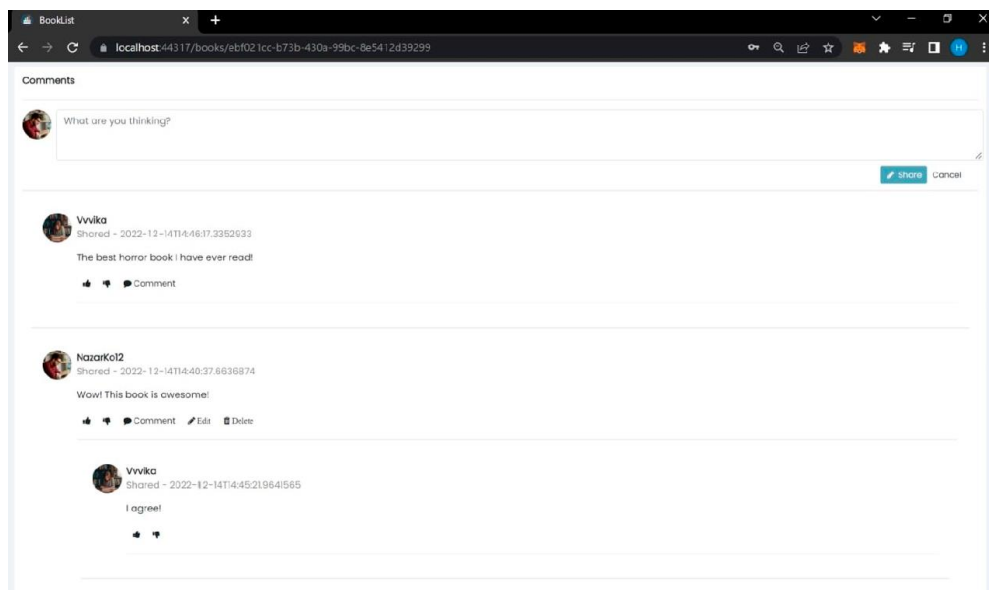 BookList
localhost:44317/books/ebf021cc-b73b-430a-99bc-8e5412d39299
H
Comments
What are you thinking?
Share Cancel
Vvvika
Shared - 2022-12-14T14:46:17.3352933
The best horror book I have ever read!
Comment
NazarKo12
Shared - 2022-12-14T14:40:37.6636874
Wow! This book is awesome!
Comment Edit Delete
Vvvika
Shared - 2022-12-14T14:45:21.9641565
I agree!